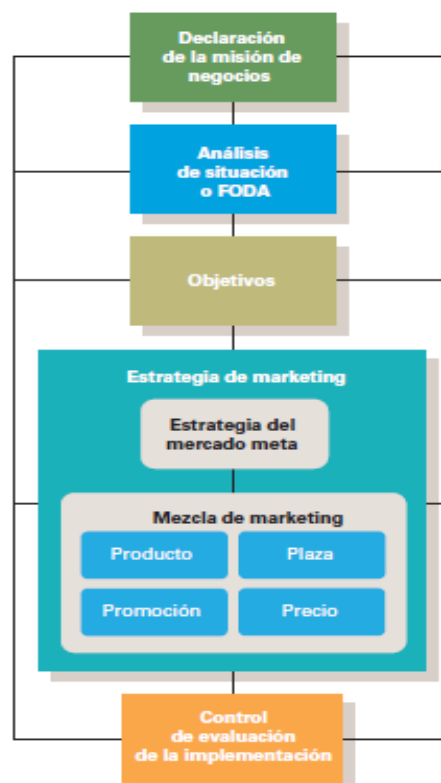 Declaración
de la misión de
negocios
Análisis
de situación
o FODA
Objetivos
Estrategia de marketing
Estrategia del
mercado meta
Mezcla de marketing
Producto
Plaza
Promoción
Precio
Control
de evaluación
de la implementación